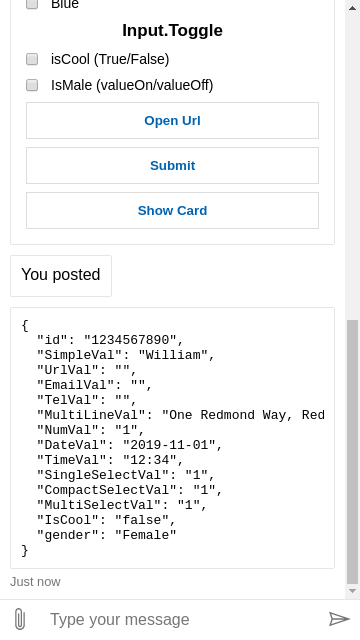 Blue
Input.Toggle
isCool (True/False)
IsMale (valueOn/valueOff)
Open Url
Submit
Show Card
You posted
{
"id": "1234567890",
"SimpleVal": "William",
"UrlVal": "",
"EmailVal": "",
"TelVal": "",
"MultiLineVal": "One Redmond Way, Red
"NumVal": "1",
"DateVal": "2019-11-01",
"TimeVal": "12:34",
"SingleSelectVal": "1",
"CompactSelectVal": "1",
"MultiSelectVal": "1",
"IsCool": "false",
"gender": "Female"
}
Just now
Type your message